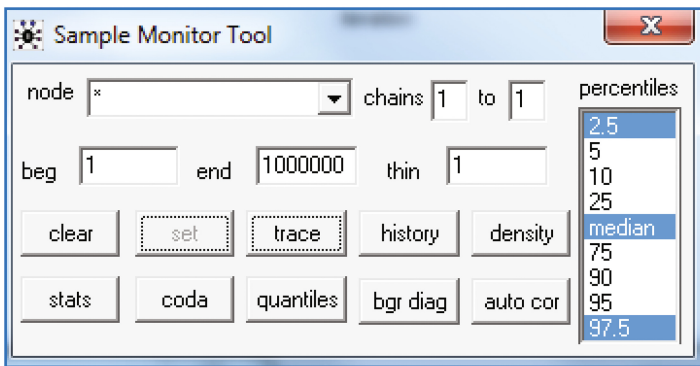 Sample Monitor Tool
node * chains 1 to 1 percentiles
beg 1 end 1000000 thin 1
clear set trace history density
stats coda quantiles bgr diag auto cor
2.5
5
10
25
median
75
90
95
97.5